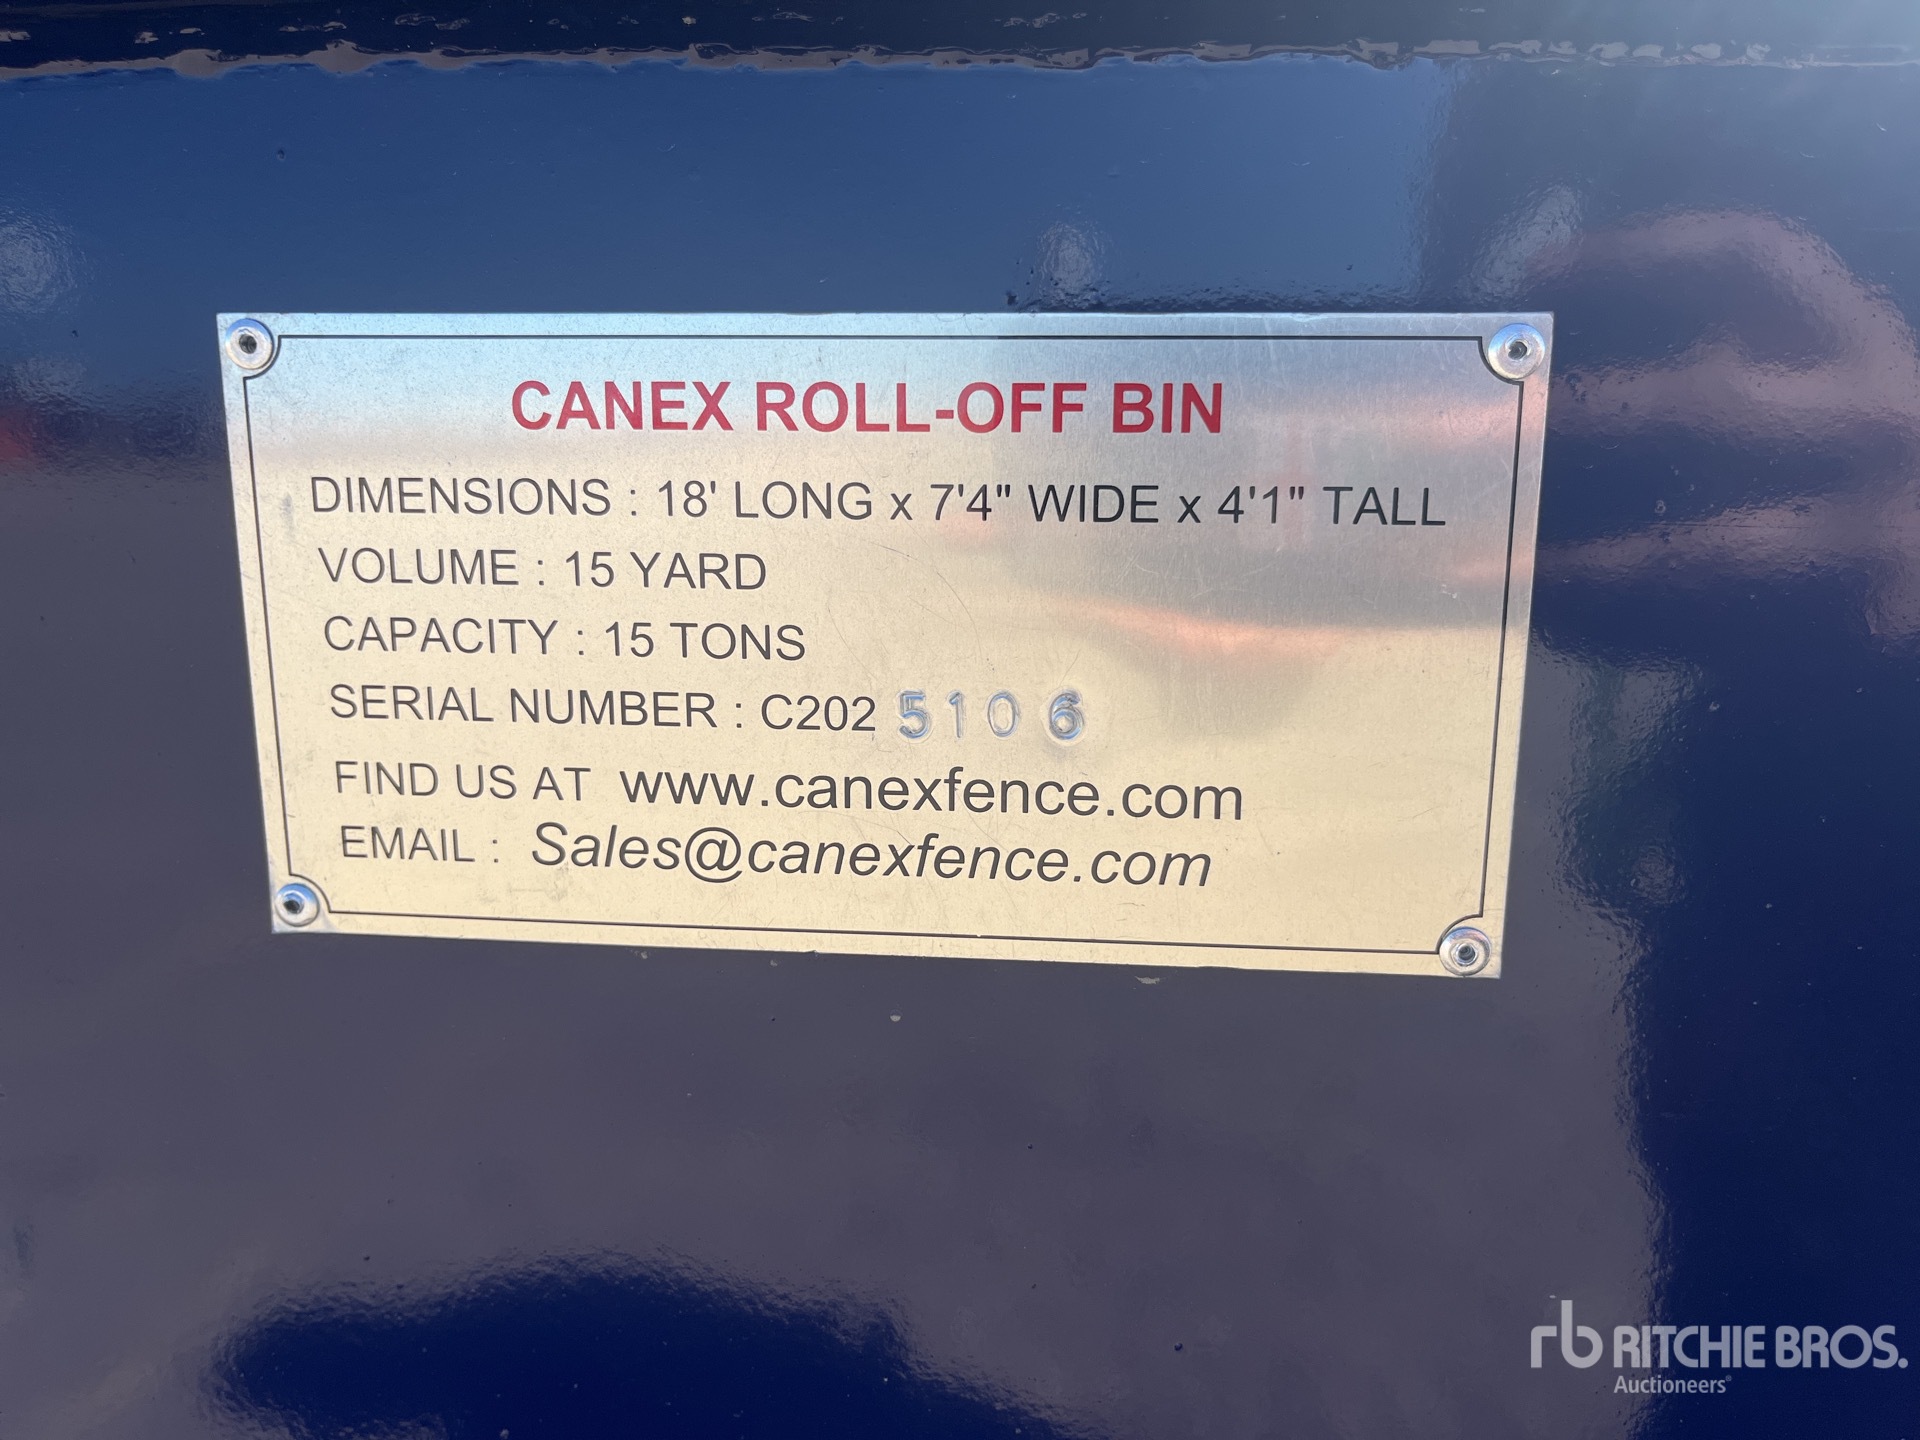 CANEX ROLL-OFF BIN
DIMENSIONS : 18' LONG x 7'4" WIDE x 4'1" TALL
VOLUME : 15 YARD
CAPACITY : 15 TONS
SERIAL NUMBER : C202 5106
FIND US AT www.canexfence.com
EMAIL : Sales@canexfence.com
rb RITCHIE BROS.
Auctioneers